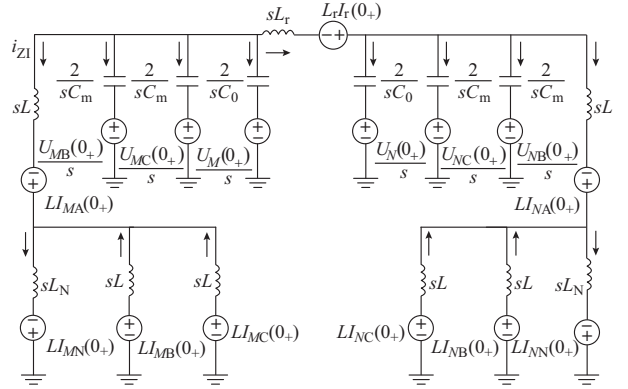 sLr LrIr(0+)
− +
iZI 2/sCm 2/sCm 2/sC0 2/sC0 2/sCm 2/sCm
sL sL
+ − + − + − + − + − + −
UMB(0+)/s UMC(0+)/s UM(0+)/s UN(0+)/s UNC(0+)/s UNB(0+)/s
− + − +
LIMA(0+) LINA(0+)
sLN sL sL sL sL sLN
− + + − + − + − + − − +
LIMN(0+) LIMB(0+) LIMC(0+) LINC(0+) LINB(0+) LINN(0+)